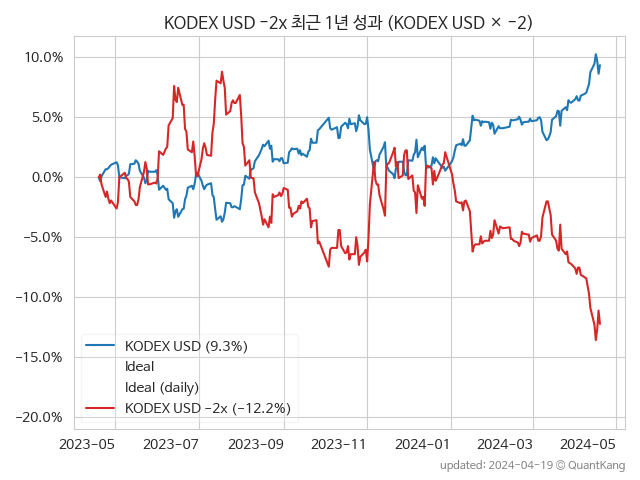 KODEX USD −2x 최근 1년 성과 (KODEX USD × −2)
10.0%
5.0%
0.0%
−5.0%
−10.0%
−15.0%
−20.0%
KODEX USD (9.3%)
Ideal
Ideal (daily)
KODEX USD −2x (−12.2%)
2023−05 2023−07 2023−09 2023−11 2024−01 2024−03 2024−05
updated: 2024−04−19 © QuantKang